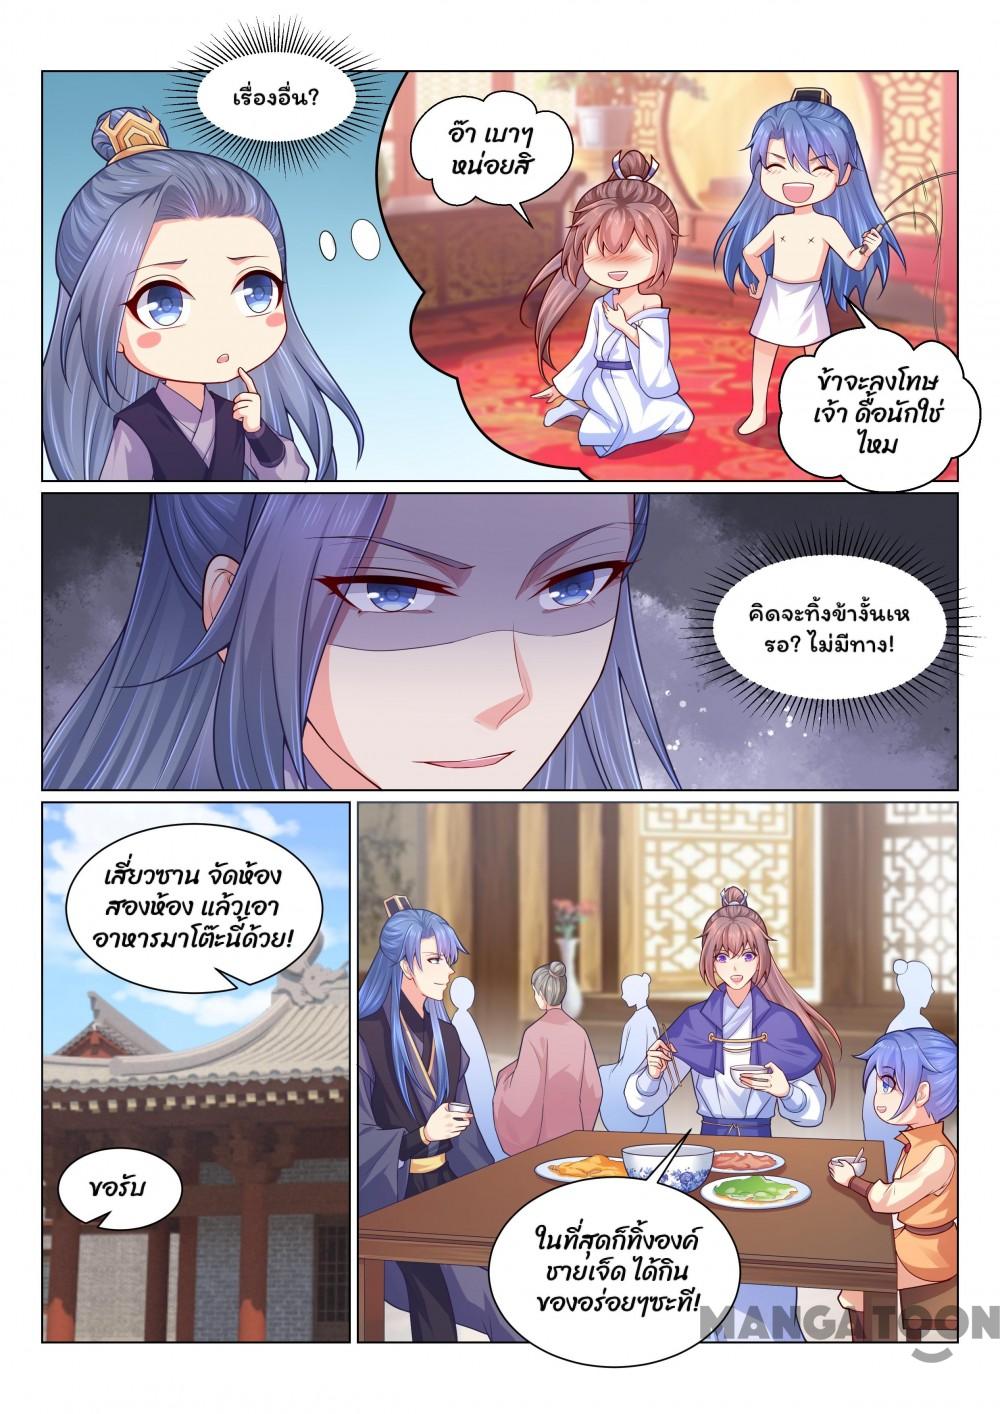 เรื่องอื่น?
อ๊า เบาๆ
หน่อยสิ
ข้าจะลงโทษ
เจ้า ดื้อนักใช่
ไหม
คิดจะทิ้งข้างั้นเห
รอ? ไม่มีทาง!
เสี่ยวซาน จัดห้อง
สองห้อง แล้วเอา
อาหารมาโต๊ะนี้ด้วย!
ขอรับ
ในที่สุดก็ทิ้งองค์
ชายเจ็ด ได้กิน
ของอร่อยๆซะที!
MANGATOON